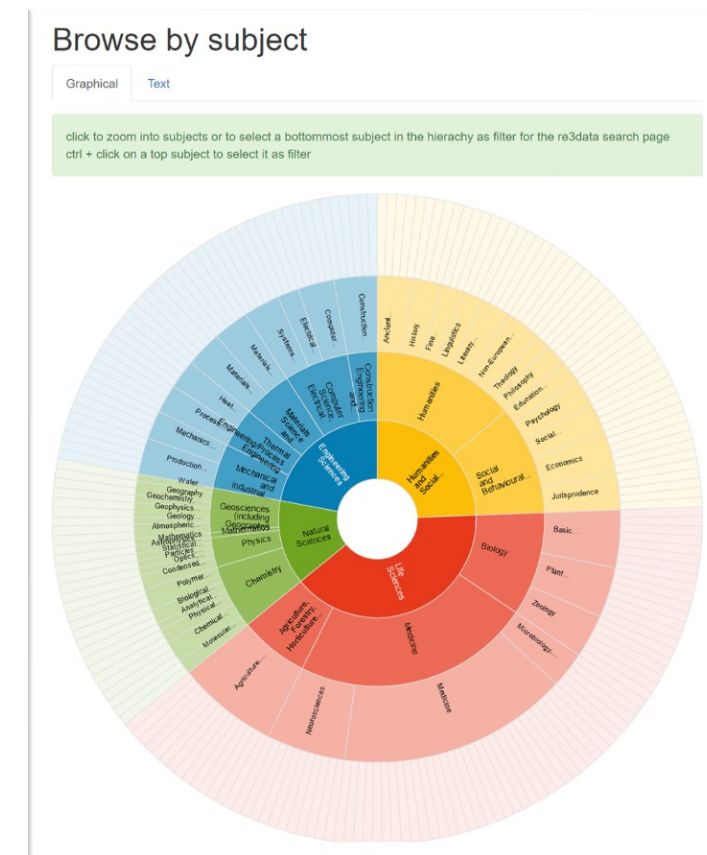 Browse by subject
Graphical
Text
click to zoom into subjects or to select a bottommost subject in the hierachy as filter for the re3data search page
ctrl + click on a top subject to select it as filter
Humanities
and
Social...
Humanities
Social
and
Behavioural...
Ancient...
History
Fine...
Linguistics
Literary...
Non-European...
Theology
Philosophy
Education...
Psychology
Social...
Economics
Jurisprudence
Life
Sciences
Biology
Basic...
Plant...
Zoology
Microbiology,...
Medicine
Medicine
Neurosciences
Agriculture,
Forestry,
Horticulture...
Agriculture...
Natural
Sciences
Chemistry
Molecular...
Chemical...
Physical...
Analytical...
Biological...
Polymer...
Physics
Condensed...
Optics...
Particles...
Statistical...
Astrophysics...
Mathematics
Mathematics
Geosciences
(including
Geography)
Atmospheric...
Geology...
Geophysics...
Geochemistry,...
Geography
Water
Engineering
Sciences
Mechanical
and
industrial
Production...
Mechanics...
Thermal
Engineering/Process
Engineering
Process...
Heat...
Materials
Science
and
Materials...
Materials...
Computer
Science,
Electrical
Systems...
Electrical...
Computer...
Construction
Engineering
and...
Construction...